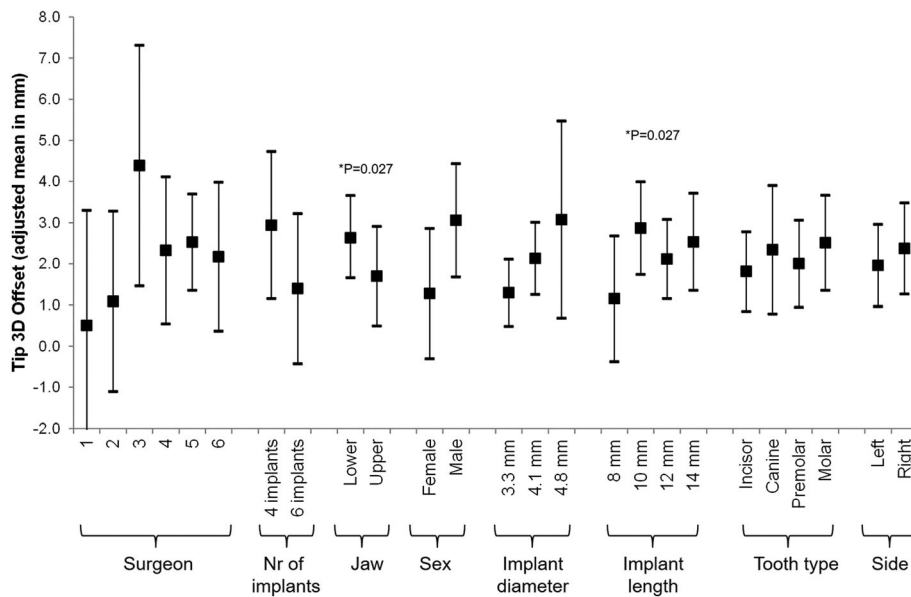 Tip 3D Offset (adjusted mean in mm)
8.0
7.0
6.0
5.0
4.0
3.0
2.0
1.0
0.0
-1.0
-2.0
*P=0.027
*P=0.027
1
2
3
4
5
6
4 implants
6 implants
Lower
Upper
Female
Male
3.3 mm
4.1 mm
4.8 mm
8 mm
10 mm
12 mm
14 mm
Incisor
Canine
Premolar
Molar
Left
Right
Surgeon
Nr of
implants
Jaw
Sex
Implant
diameter
Implant
length
Tooth type
Side